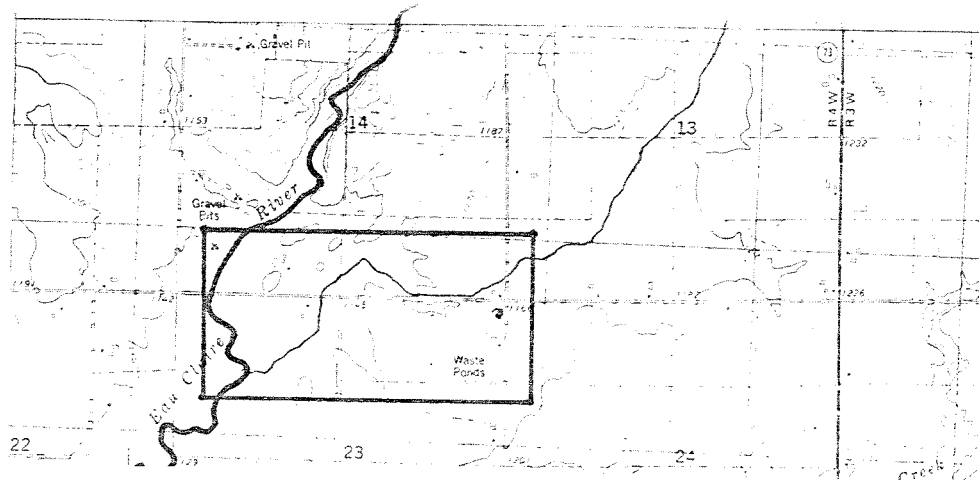 Gravel Pit
73
1153
14
1187
13
R4W
R3W
1232
Gravel
Pits
River
1226
Waste
Ponds
Eau Claire
22
23
24
Creek